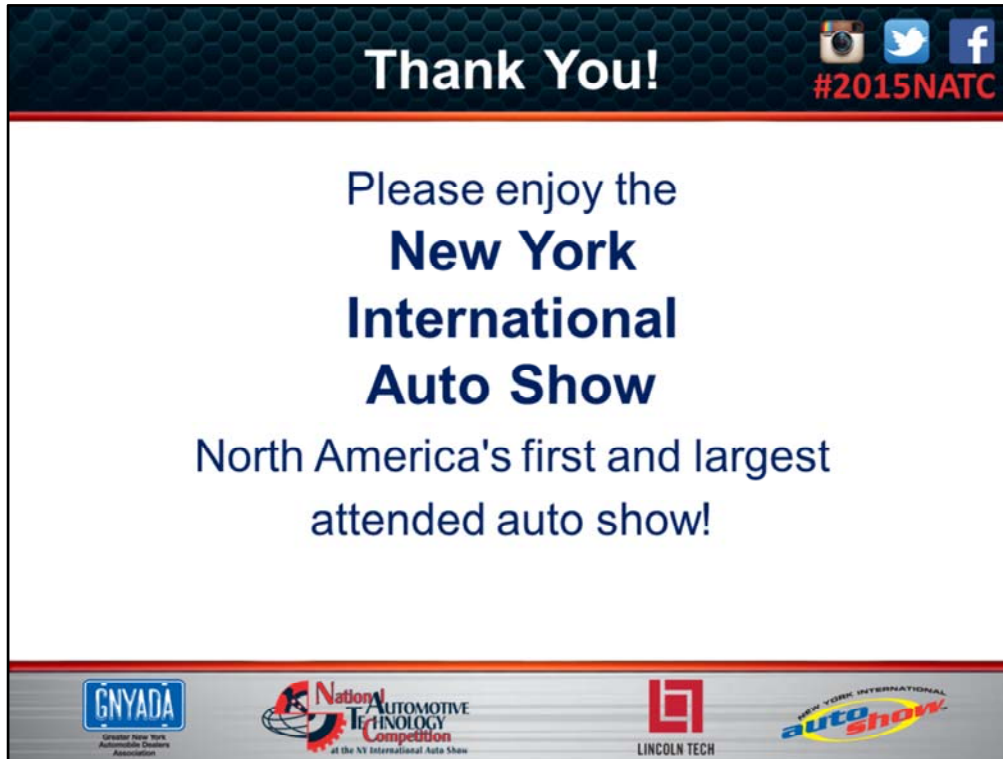 Thank You!
#2015NATC
Please enjoy the
New York
International
Auto Show
North America's first and largest
attended auto show!
GNYADA
Greater New York
Automobile Dealers
Association
National
AUTOMOTIVE
TECHNOLOGY
Competition
at the NY International Auto Show
LINCOLN TECH
NEW YORK INTERNATIONAL
auto show